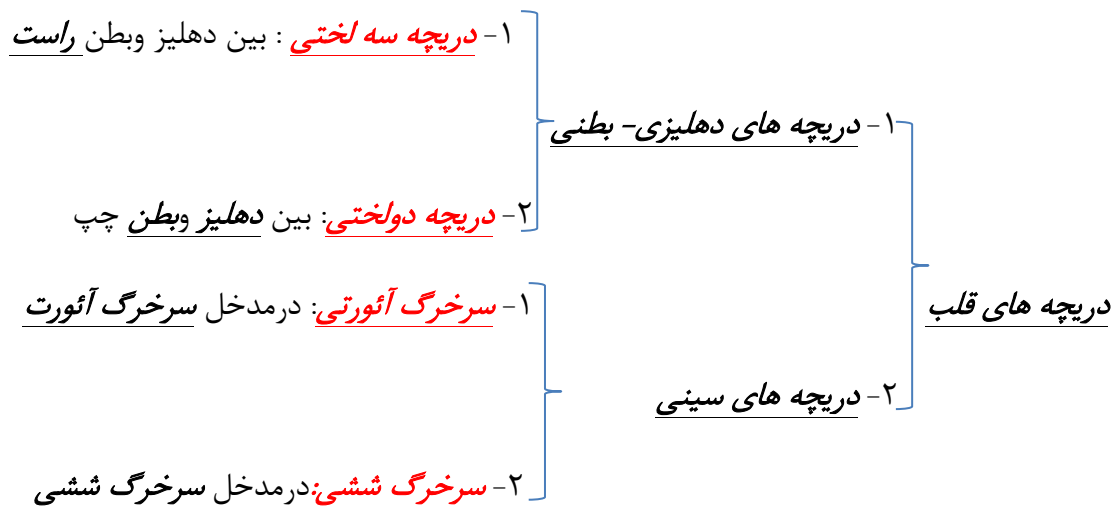 دریچه های قلب
۱- دریچه های دهلیزی- بطنی
۱- دریچه سه لختی : بین دهلیز وبطن راست
۲- دریچه دولختی: بین دهلیز وبطن چپ
۲- دریچه های سینی
۱- سرخرگ آئورتی: درمدخل سرخرگ آئورت
۲- سرخرگ ششی:درمدخل سرخرگ ششی